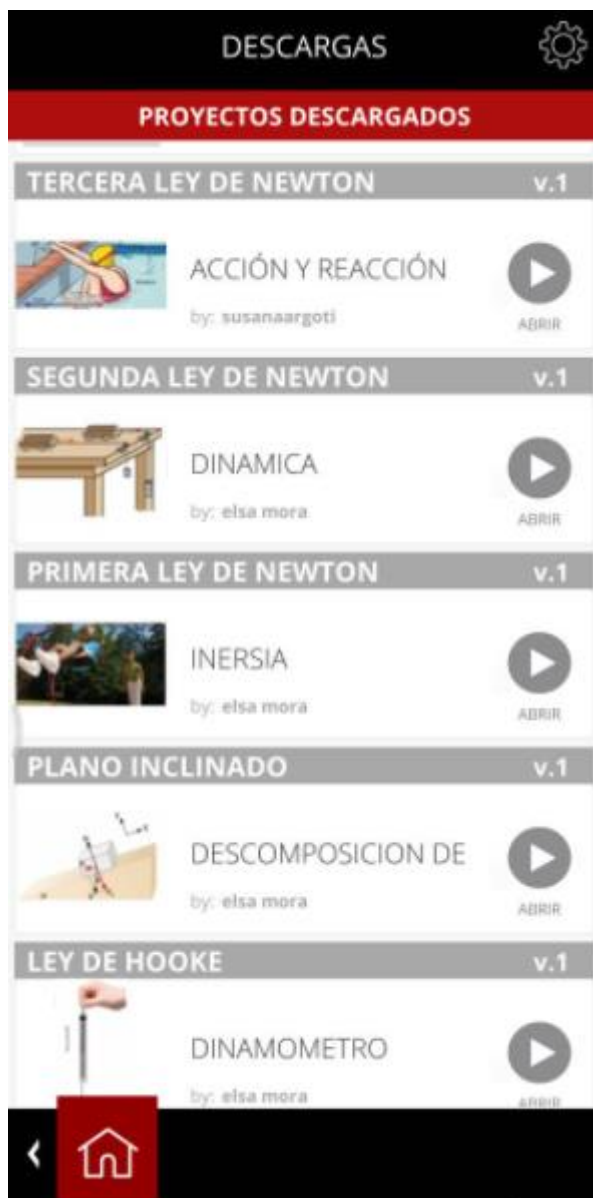 DESCARGAS
PROYECTOS DESCARGADOS
TERCERA LEY DE NEWTON v.1
ACCIÓN Y REACCIÓN
by: susanaargoti
ABRIR
SEGUNDA LEY DE NEWTON v.1
DINAMICA
by: elsa mora
ABRIR
PRIMERA LEY DE NEWTON v.1
INERSIA
by: elsa mora
ABRIR
PLANO INCLINADO v.1
DESCOMPOSICION DE
by: elsa mora
ABRIR
LEY DE HOOKE v.1
DINAMOMETRO
by: elsa mora
ABRIR